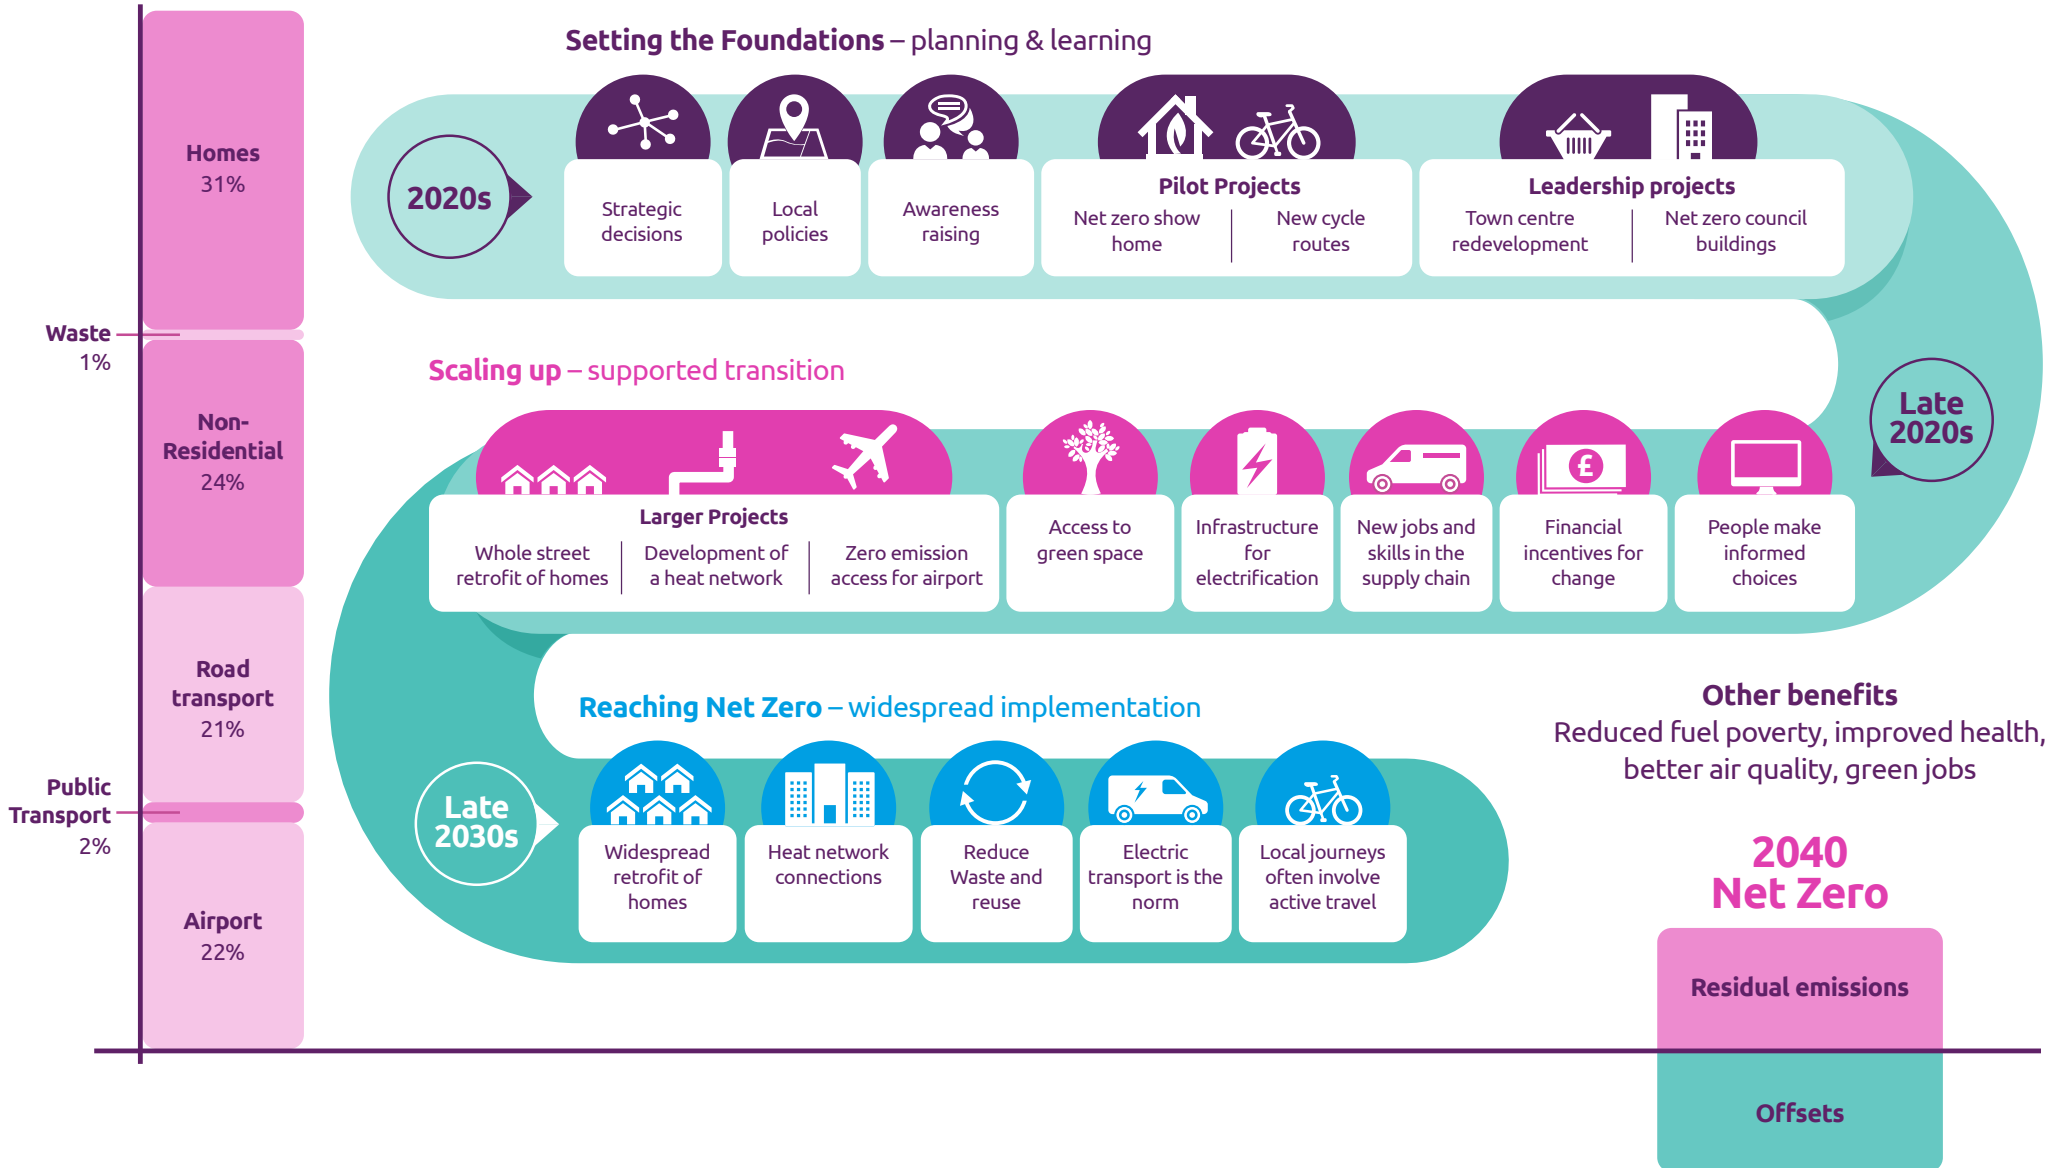 Homes
31%
Waste
1%
Non-
Residential
24%
Road
transport
21%
Public
Transport
2%
Airport
22%
Setting the Foundations – planning & learning
2020s
Strategic
decisions
Local
policies
Awareness
raising
Pilot Projects
Net zero show
home
New cycle
routes
Leadership projects
Town centre
redevelopment
Net zero council
buildings
Late
2020s
Scaling up – supported transition
Larger Projects
Whole street
retrofit of homes
Development of
a heat network
Zero emission
access for airport
Access to
green space
Infrastructure
for
electrification
New jobs and
skills in the
supply chain
£
Financial
incentives for
change
People make
informed
choices
Reaching Net Zero – widespread implementation
Late
2030s
Widespread
retrofit of
homes
Heat network
connections
Reduce
Waste and
reuse
Electric
transport is the
norm
Local journeys
often involve
active travel
Other benefits
Reduced fuel poverty, improved health,
better air quality, green jobs
2040
Net Zero
Residual emissions
Offsets